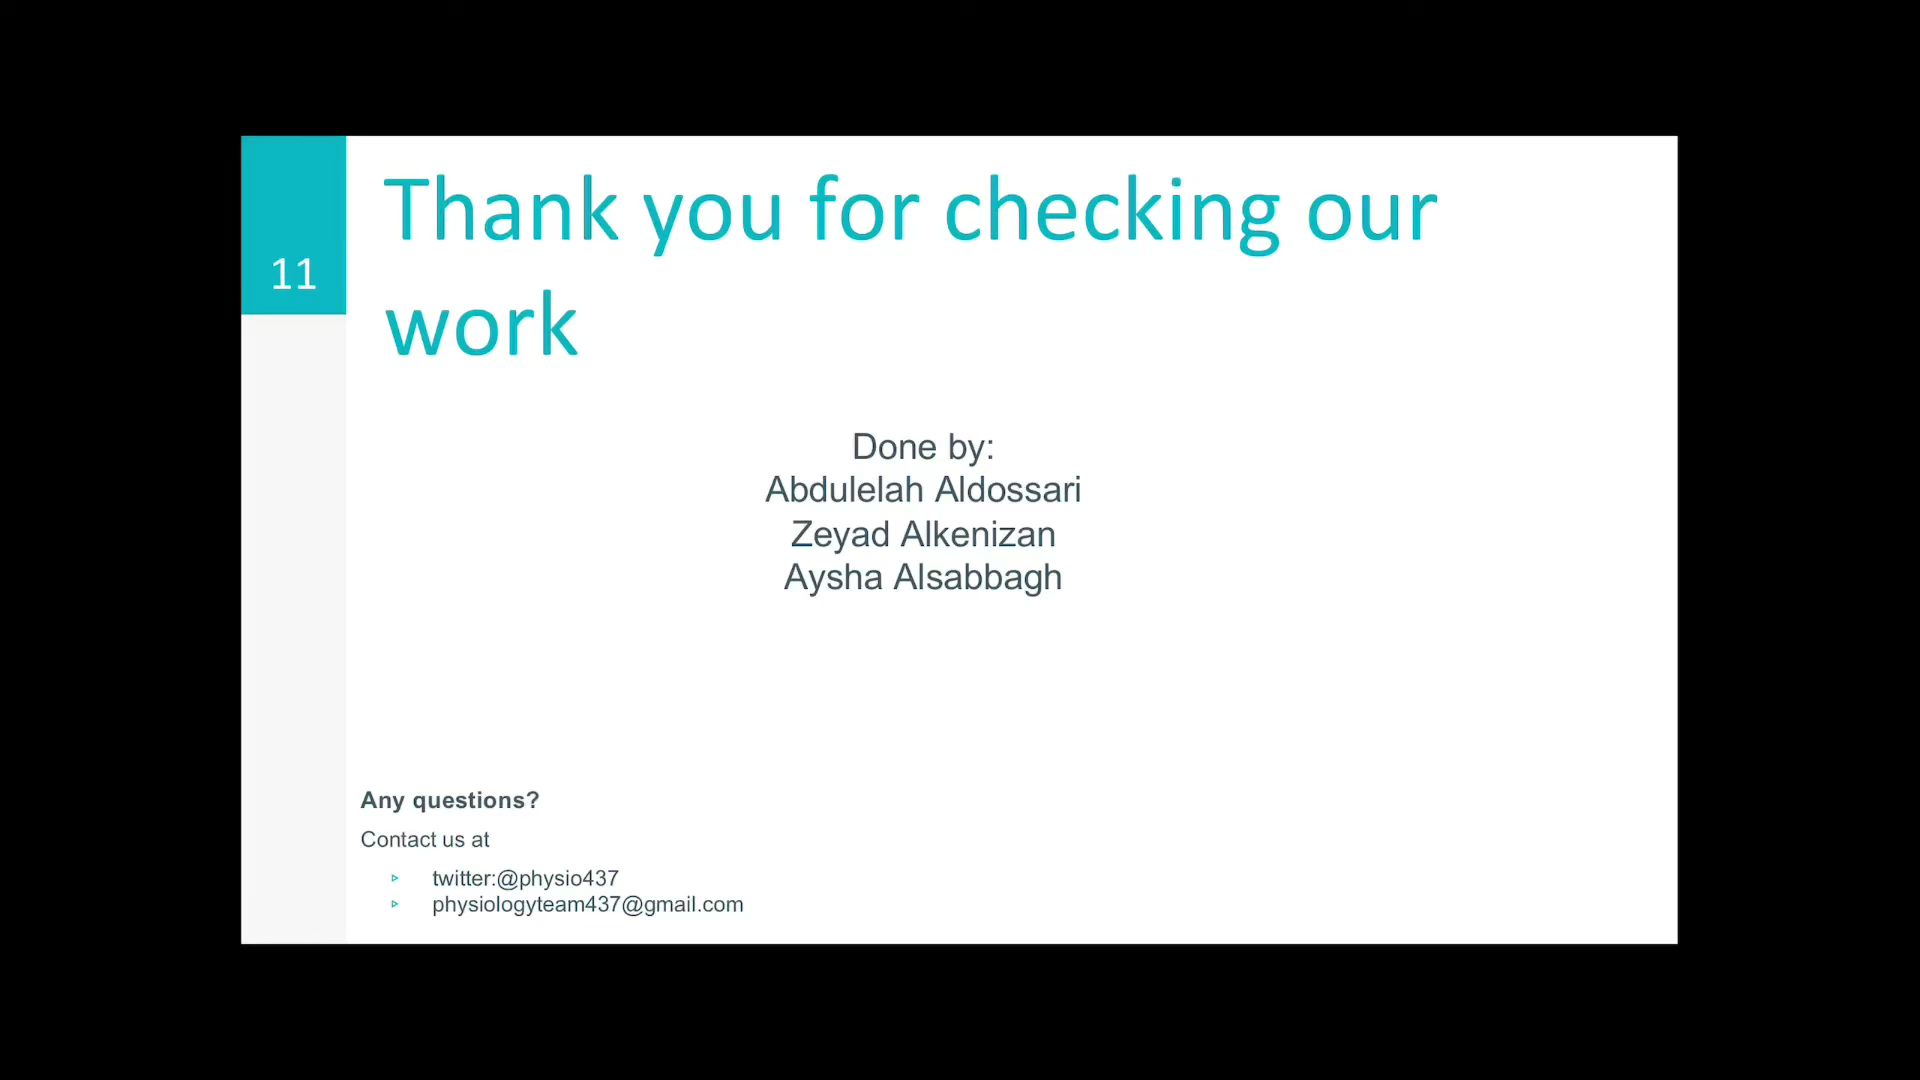 11
Thank you for checking our
work
Done by:
Abdulelah Aldossari
Zeyad Alkenizan
Aysha Alsabbagh
Any questions?
Contact us at
▹ twitter:@physio437
▹ physiologyteam437@gmail.com